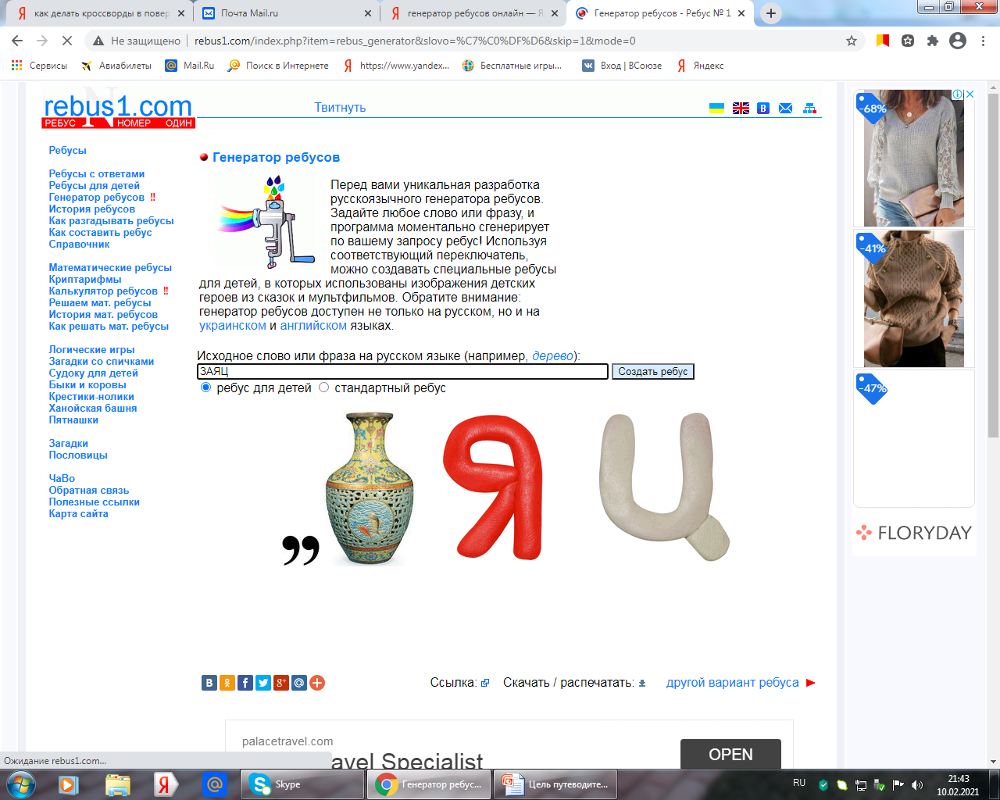 как делать кроссворды в повер
Почта Mail.ru
генератор ребусов онлайн — Я
Генератор ребусов - Ребус № 1
Не защищено
rebus1.com/index.php?item=rebus_generator&slovo=%C7%C0%DF%D6&skip=1&mode=0
Сервисы
Авиабилеты
Mail.Ru
Поиск в Интернете
https://www.yandex...
Бесплатные игры...
Вход | ВСоюзе
Яндекс
rebus1.com
РЕБУС НОМЕР ОДИН
Твитнуть
Ребусы
Ребусы с ответами
Ребусы для детей
Генератор ребусов !!
История ребусов
Как разгадывать ребусы
Как составить ребус
Справочник
Математические ребусы
Криптарифмы
Калькулятор ребусов !!
Решаем мат. ребусы
История мат. ребусов
Как решать мат. ребусы
Логические игры
Загадки со спичками
Судоку для детей
Быки и коровы
Крестики-нолики
Ханойская башня
Пятнашки
Загадки
Пословицы
ЧаВо
Обратная связь
Полезные ссылки
Карта сайта
Генератор ребусов
Перед вами уникальная разработка
русскоязычного генератора ребусов.
Задайте любое слово или фразу, и
программа моментально сгенерирует
по вашему запросу ребус! Используя
соответствующий переключатель,
можно создавать специальные ребусы
для детей, в которых использованы изображения детских
героев из сказок и мультфильмов. Обратите внимание:
генератор ребусов доступен не только на русском, но и на
украинском и английском языках.
Исходное слово или фраза на русском языке (например, дерево):
ЗАЯЦ
Создать ребус
ребус для детей
стандартный ребус
,, Я Ц
Ссылка:
Скачать / распечатать:
другой вариант ребуса
-68%
-41%
-47%
FLORYDAY
palacetravel.com
avel Specialist
OPEN
Ожидание rebus1.com...
Skype
Генератор ребус...
Цель путеводите...
RU
21:43
10.02.2021